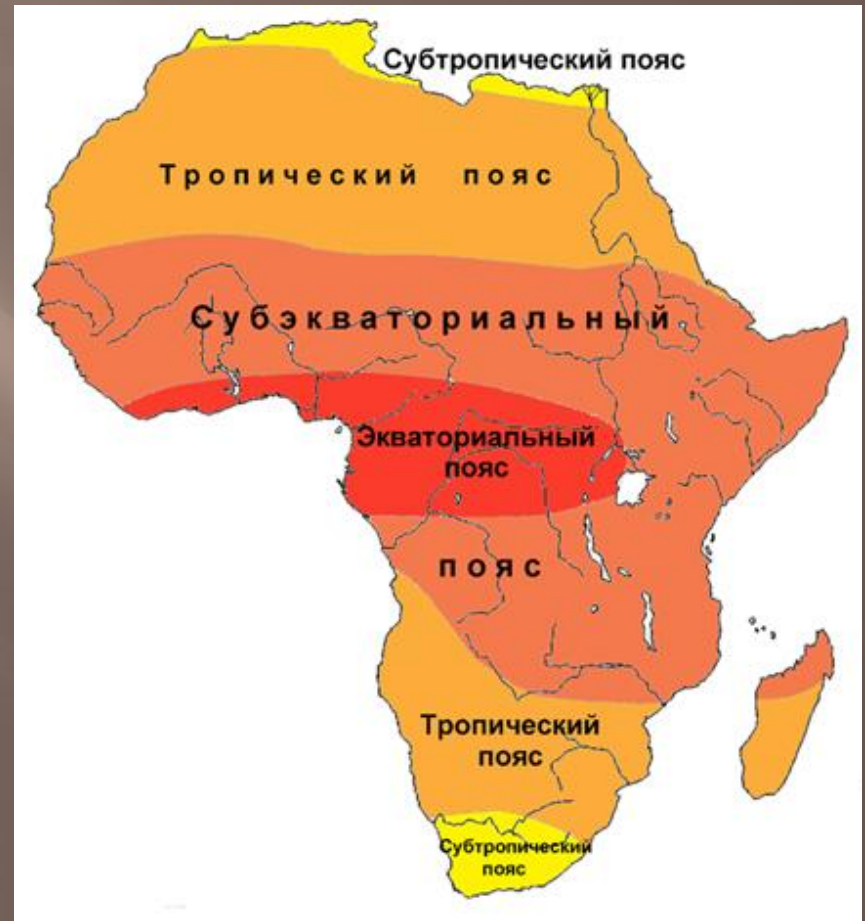 Субтропический пояс
Тропический пояс
Субэкваториальный
Экваториальный
пояс
пояс
Тропический
пояс
Субтропический
пояс